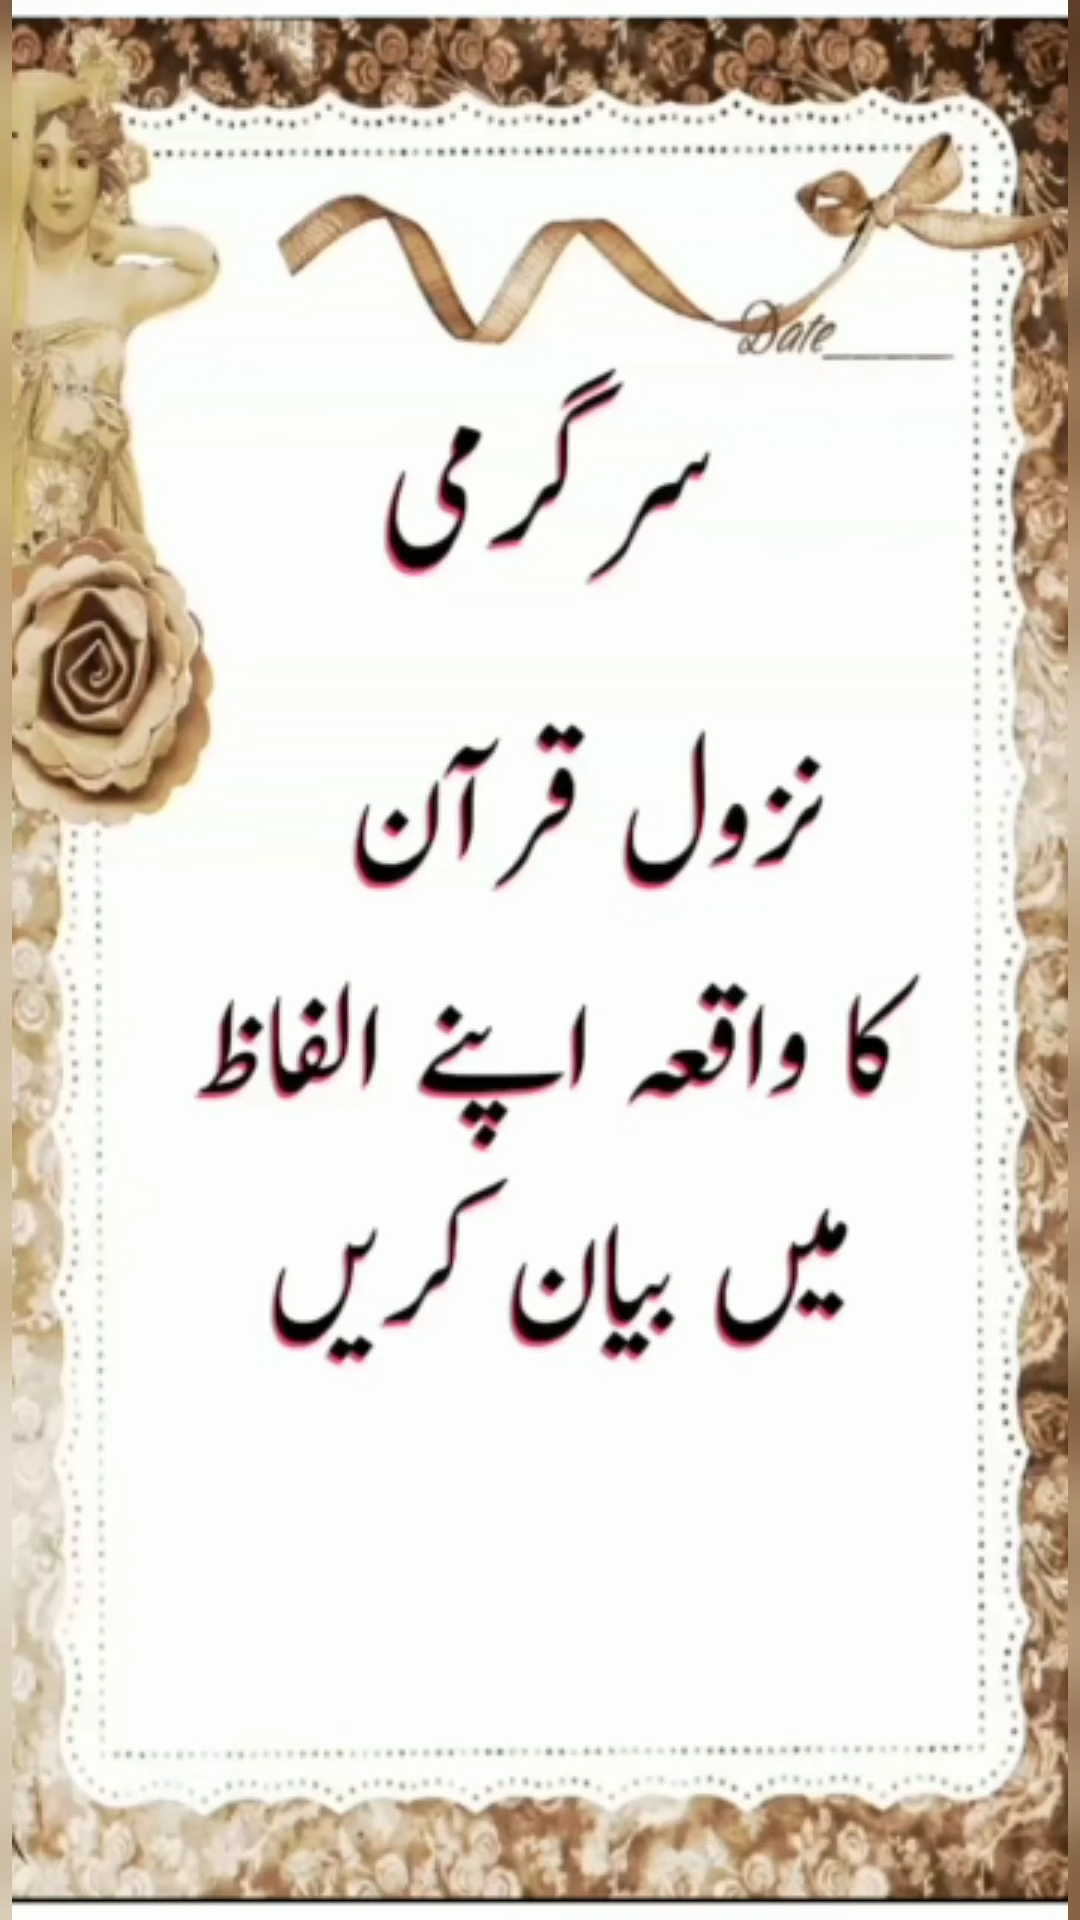 Date
سرگرمی
نزول قرآن
کا واقعہ اپنے الفاظ
میں بیان کریں